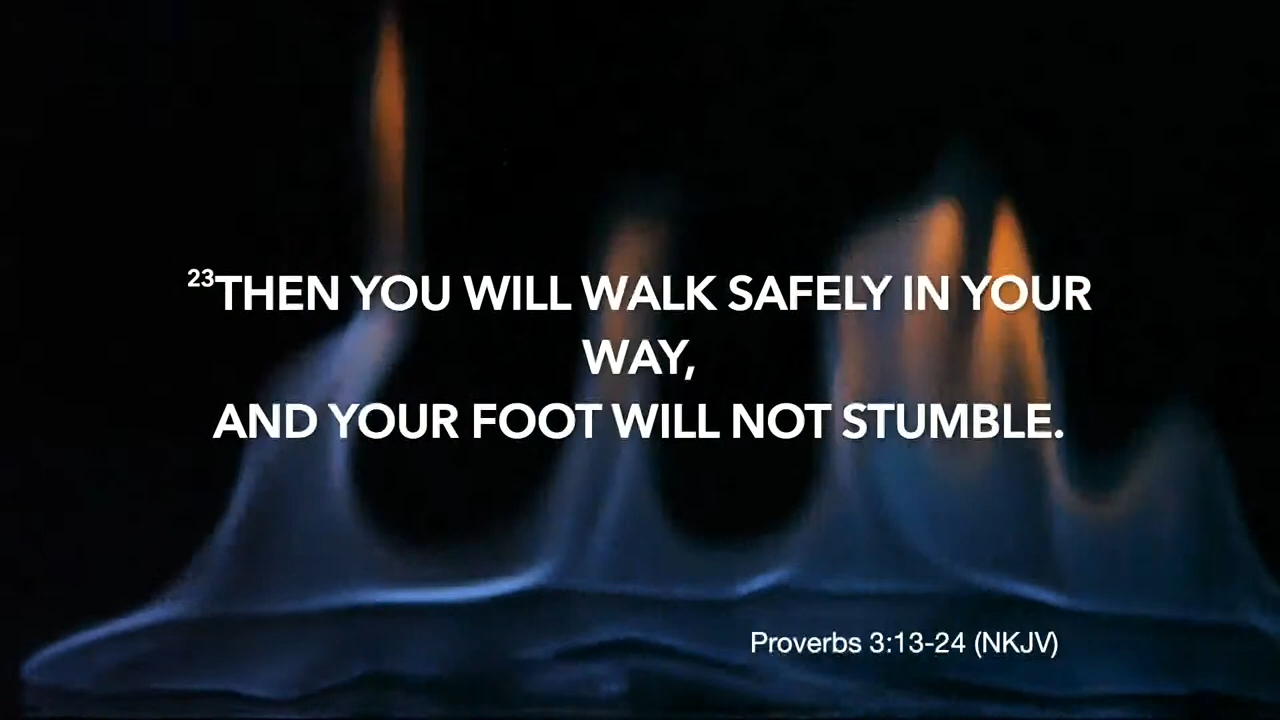 23THEN YOU WILL WALK SAFELY IN YOUR
WAY,
AND YOUR FOOT WILL NOT STUMBLE.
Proverbs 3:13-24 (NKJV)